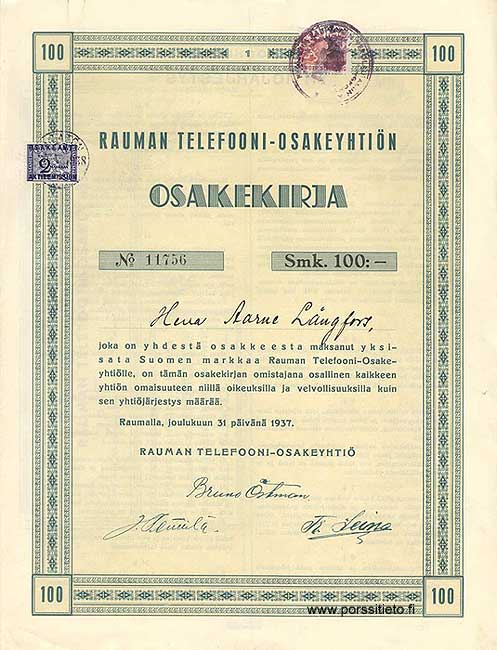 100 1 100
RAUMAN TELEFOONI-OSAKEYHTIÖN
OSAKEKIRJA
OSAKEANTI
2
AKTIEEMISSION
No 11756 Smk. 100:—
Herra Aarne Långfors,
joka on yhdestä osakkeesta maksanut yksi-
sata Suomen markkaa Rauman Telefooni-Osake-
yhtiölle, on tämän osakekirjan omistajana osallinen kaikkeen
yhtiön omaisuuteen niillä oikeuksilla ja velvollisuuksilla kuin
sen yhtiöjärjestys määrää.
Raumalla, joulukuun 31 päivänä 1937.
RAUMAN TELEFOONI-OSAKEYHTIÖ
Bruno Östman.
100 100
www.porssitieto.fi